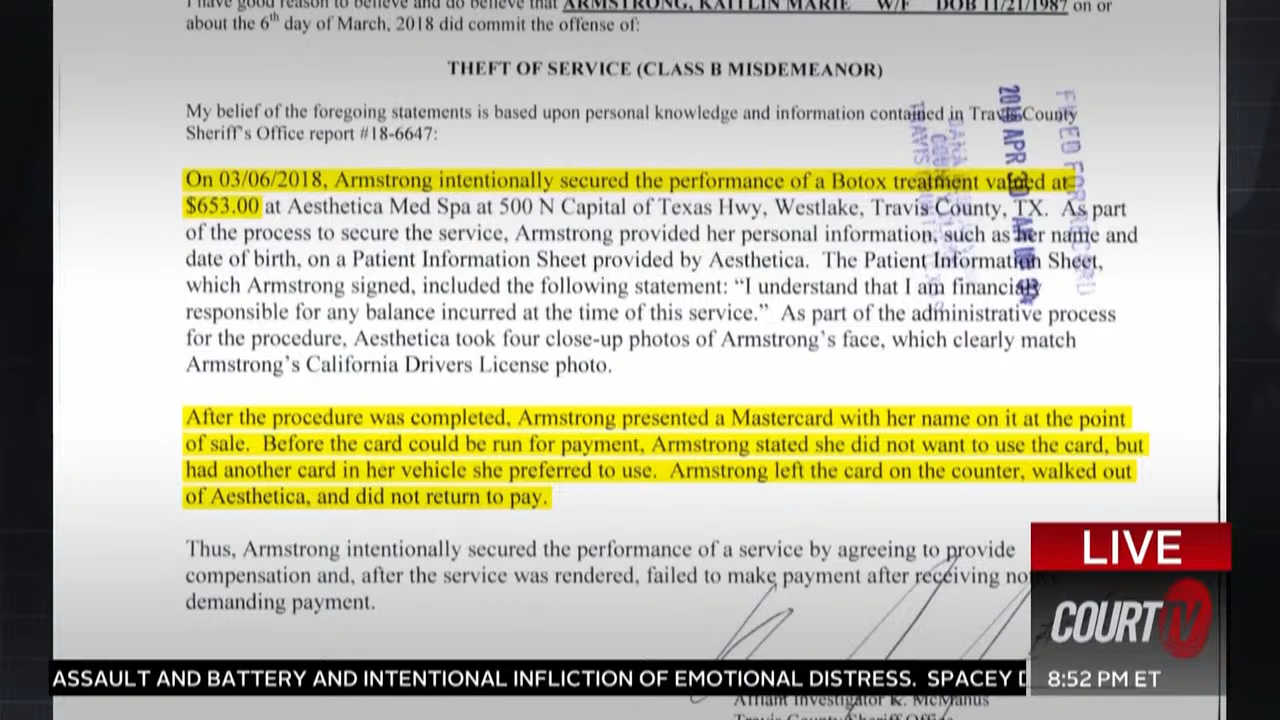 I have good reason to believe and do believe that ARMSTRONG, KAITLIN MARIE W/F DOB 11/21/1987 on or
about the 6th day of March, 2018 did commit the offense of:
THEFT OF SERVICE (CLASS B MISDEMEANOR)
My belief of the foregoing statements is based upon personal knowledge and information contained in Travis County
Sheriff's Office report #18-6647:
On 03/06/2018, Armstrong intentionally secured the performance of a Botox treatment valued at
$653.00 at Aesthetica Med Spa at 500 N Capital of Texas Hwy, Westlake, Travis County, TX. As part
of the process to secure the service, Armstrong provided her personal information, such as her name and
date of birth, on a Patient Information Sheet provided by Aesthetica. The Patient Information Sheet,
which Armstrong signed, included the following statement: “I understand that I am financially
responsible for any balance incurred at the time of this service.” As part of the administrative process
for the procedure, Aesthetica took four close-up photos of Armstrong's face, which clearly match
Armstrong's California Drivers License photo.
After the procedure was completed, Armstrong presented a Mastercard with her name on it at the point
of sale. Before the card could be run for payment, Armstrong stated she did not want to use the card, but
had another card in her vehicle she preferred to use. Armstrong left the card on the counter, walked out
of Aesthetica, and did not return to pay.
Thus, Armstrong intentionally secured the performance of a service by agreeing to provide
compensation and, after the service was rendered, failed to make payment after receiving
demanding payment.
FILED FOR RECORD
LIVE
COURT TV
ASSAULT AND BATTERY AND INTENTIONAL INFLICTION OF EMOTIONAL DISTRESS. SPACEY
8:52 PM ET
Affiant Investigator K. McManus
Travis County Sheriff Office